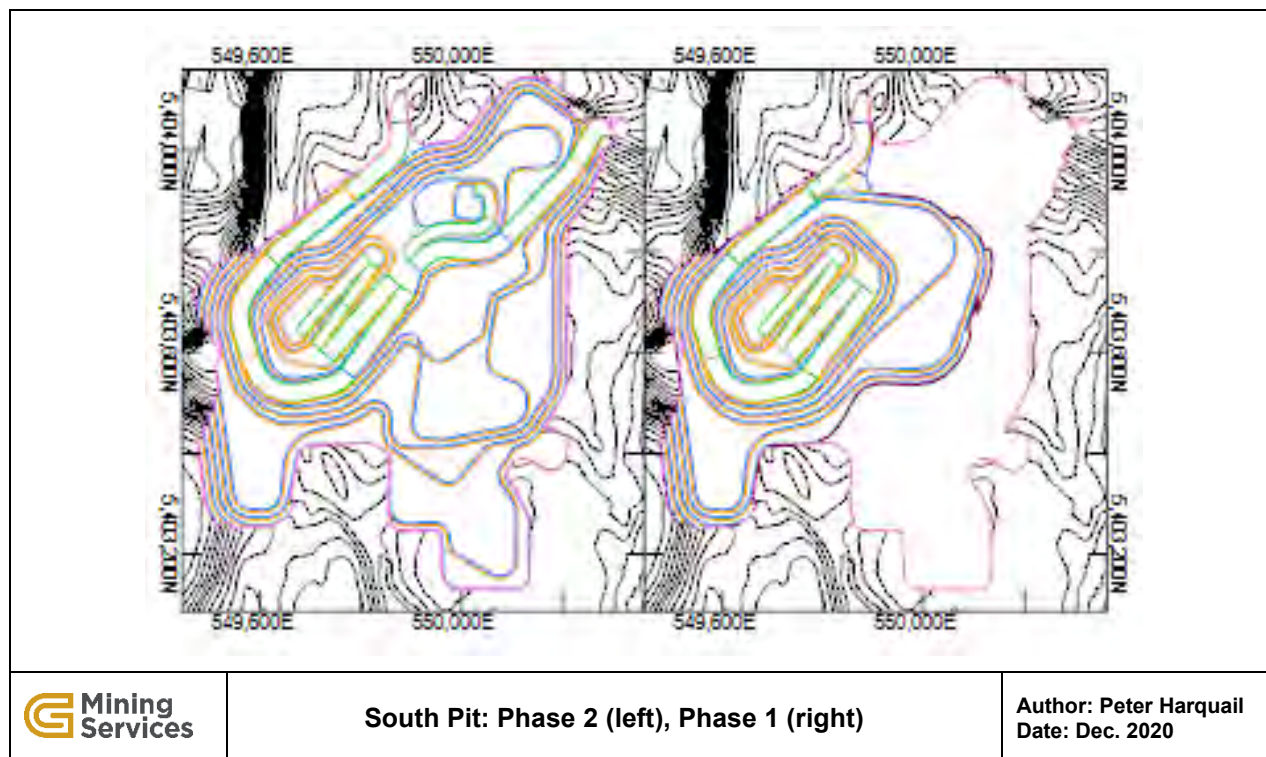 549,600E 550,000E 549,600E 550,000E
5,404,000N 5,404,000N
5,403,600N 5,403,600N
5,403,200N 5,403,200N
549,600E 550,000E 549,600E 550,000E
G Mining
Services
South Pit: Phase 2 (left), Phase 1 (right)
Author: Peter Harquail
Date: Dec. 2020